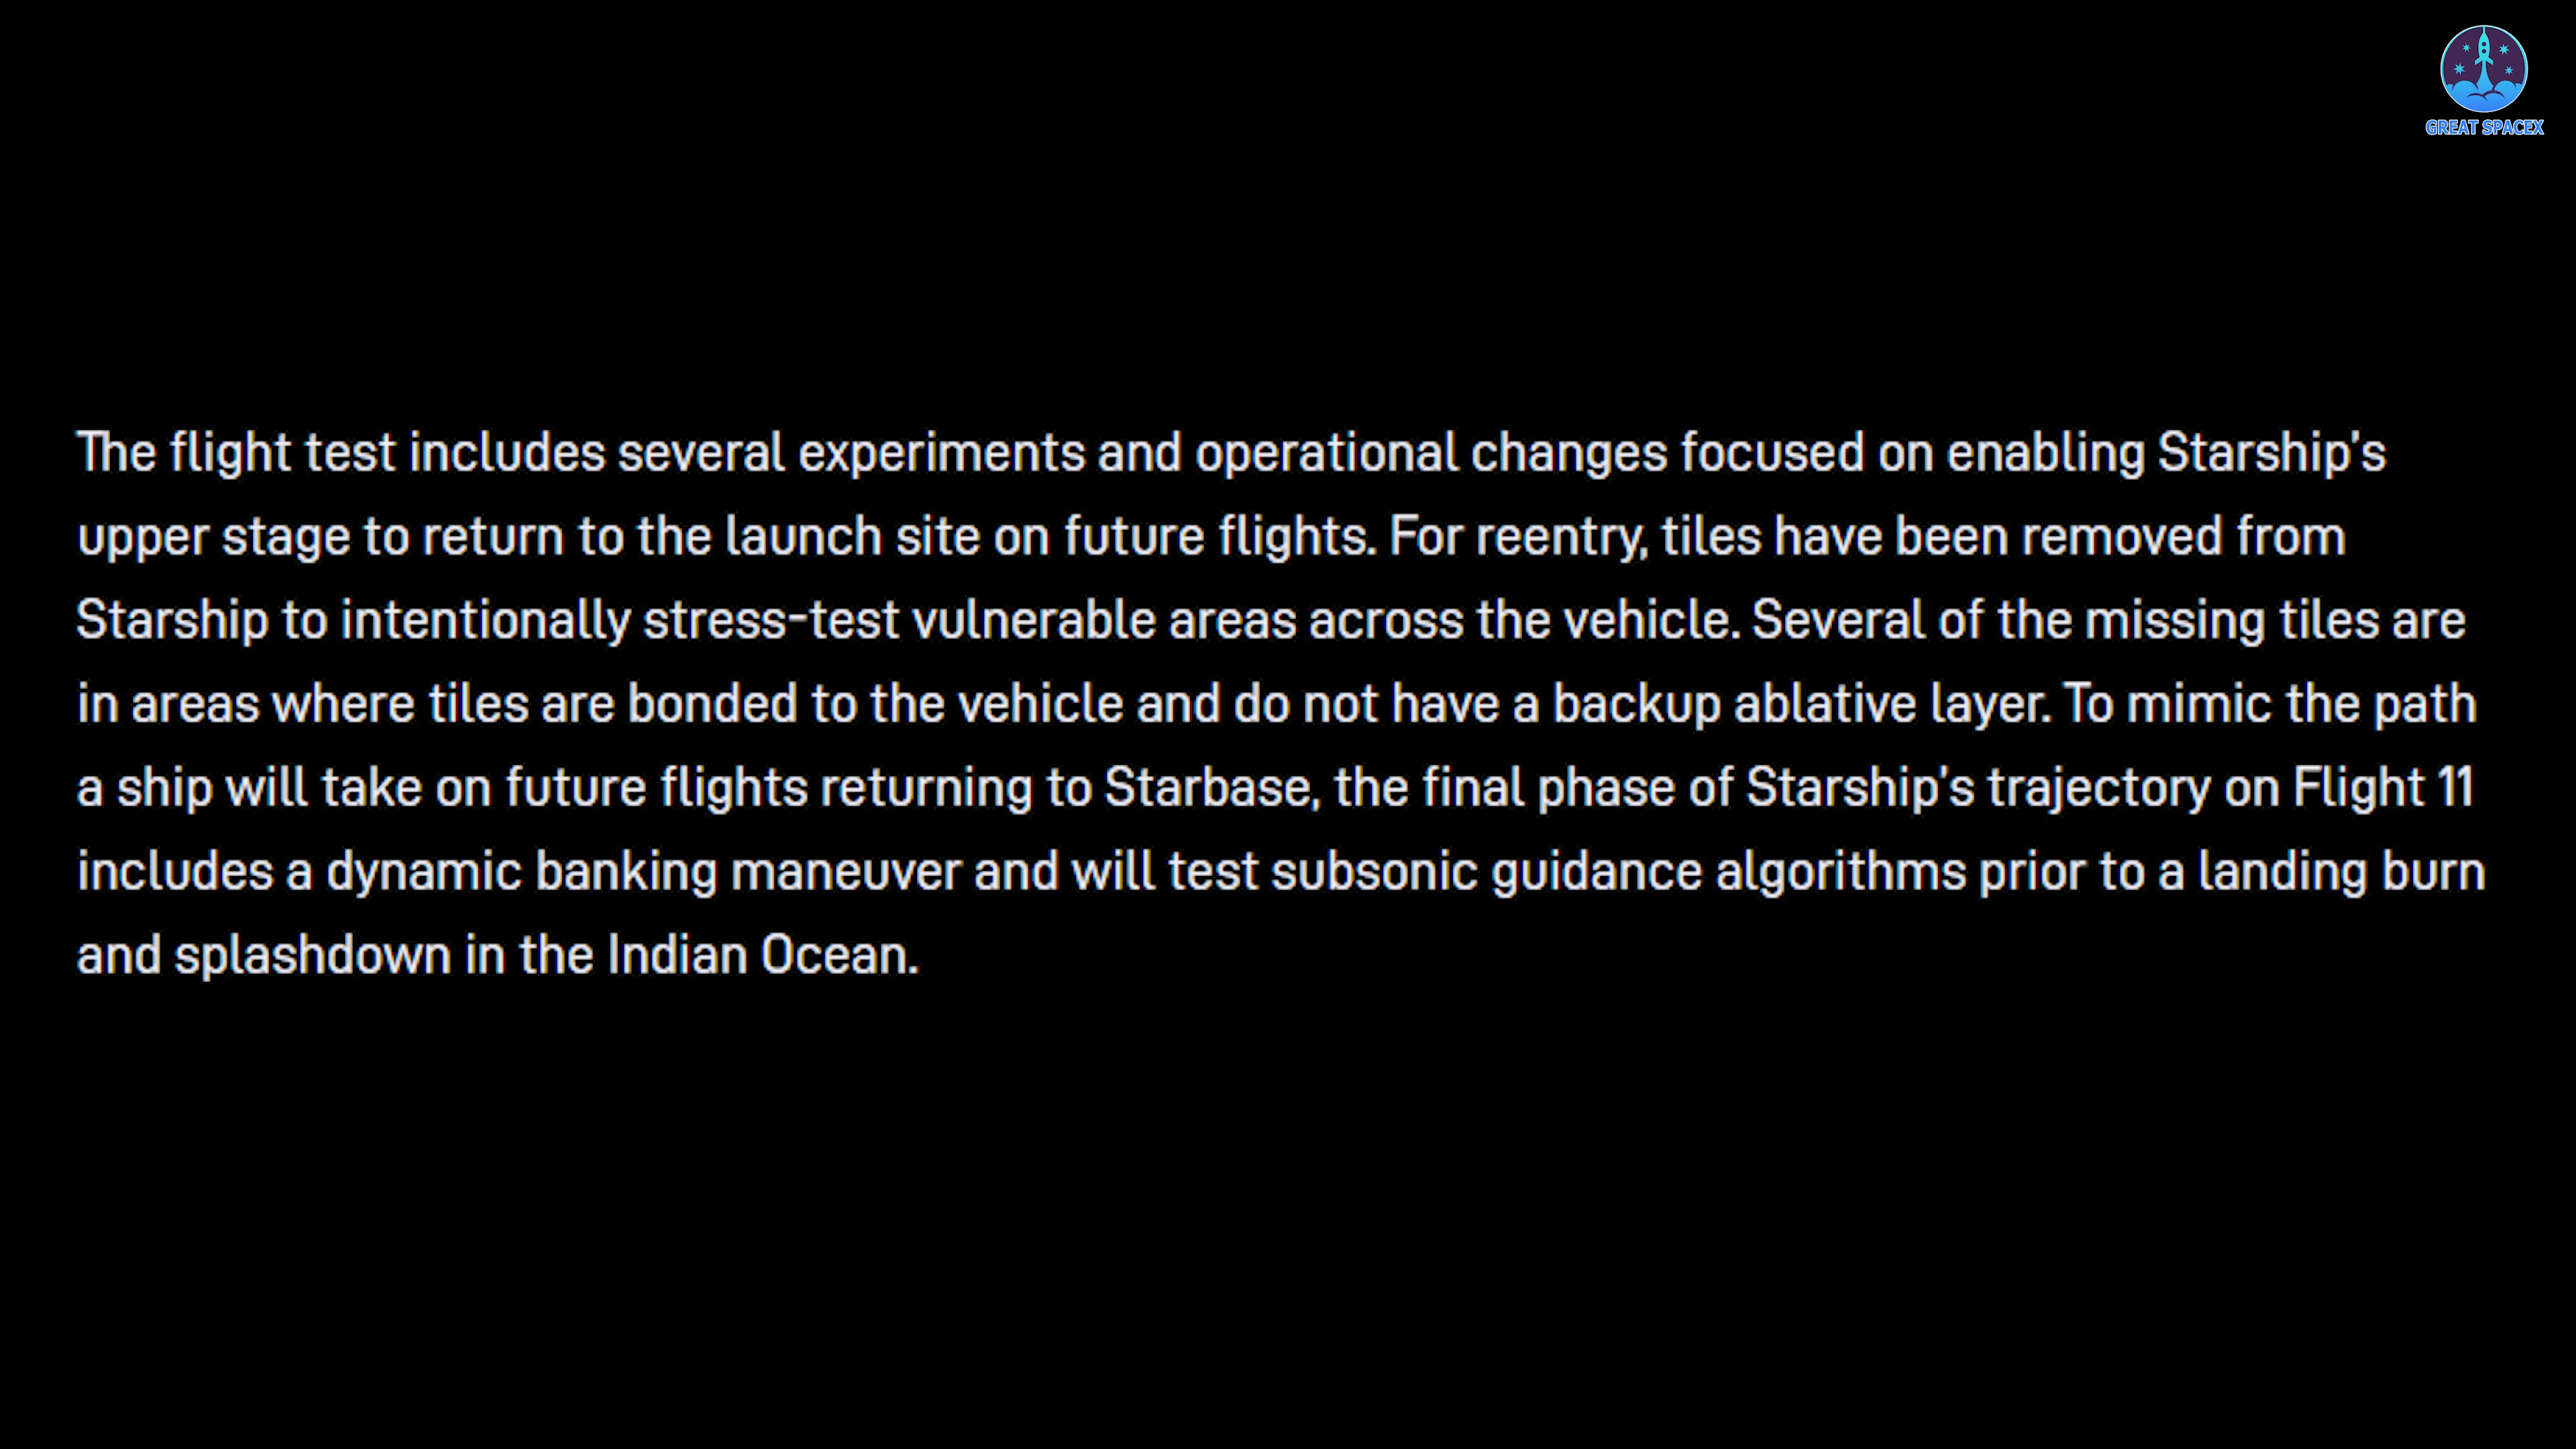 GREAT SPACEX
The flight test includes several experiments and operational changes focused on enabling Starship's
upper stage to return to the launch site on future flights. For reentry, tiles have been removed from
Starship to intentionally stress-test vulnerable areas across the vehicle. Several of the missing tiles are
in areas where tiles are bonded to the vehicle and do not have a backup ablative layer. To mimic the path
a ship will take on future flights returning to Starbase, the final phase of Starship's trajectory on Flight 11
includes a dynamic banking maneuver and will test subsonic guidance algorithms prior to a landing burn
and splashdown in the Indian Ocean.